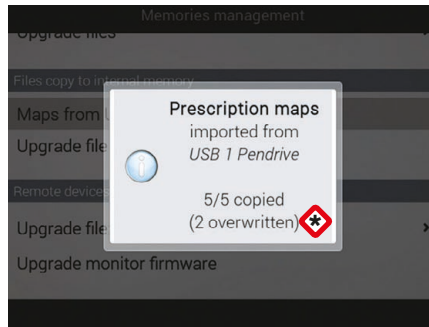 Memories management
Upgrade files
Files copy to internal memory
Maps from U
Upgrade file
Remote devices
Upgrade file
Upgrade monitor firmware
Prescription maps
imported from
USB 1 Pendrive
5/5 copied
(2 overwritten) *